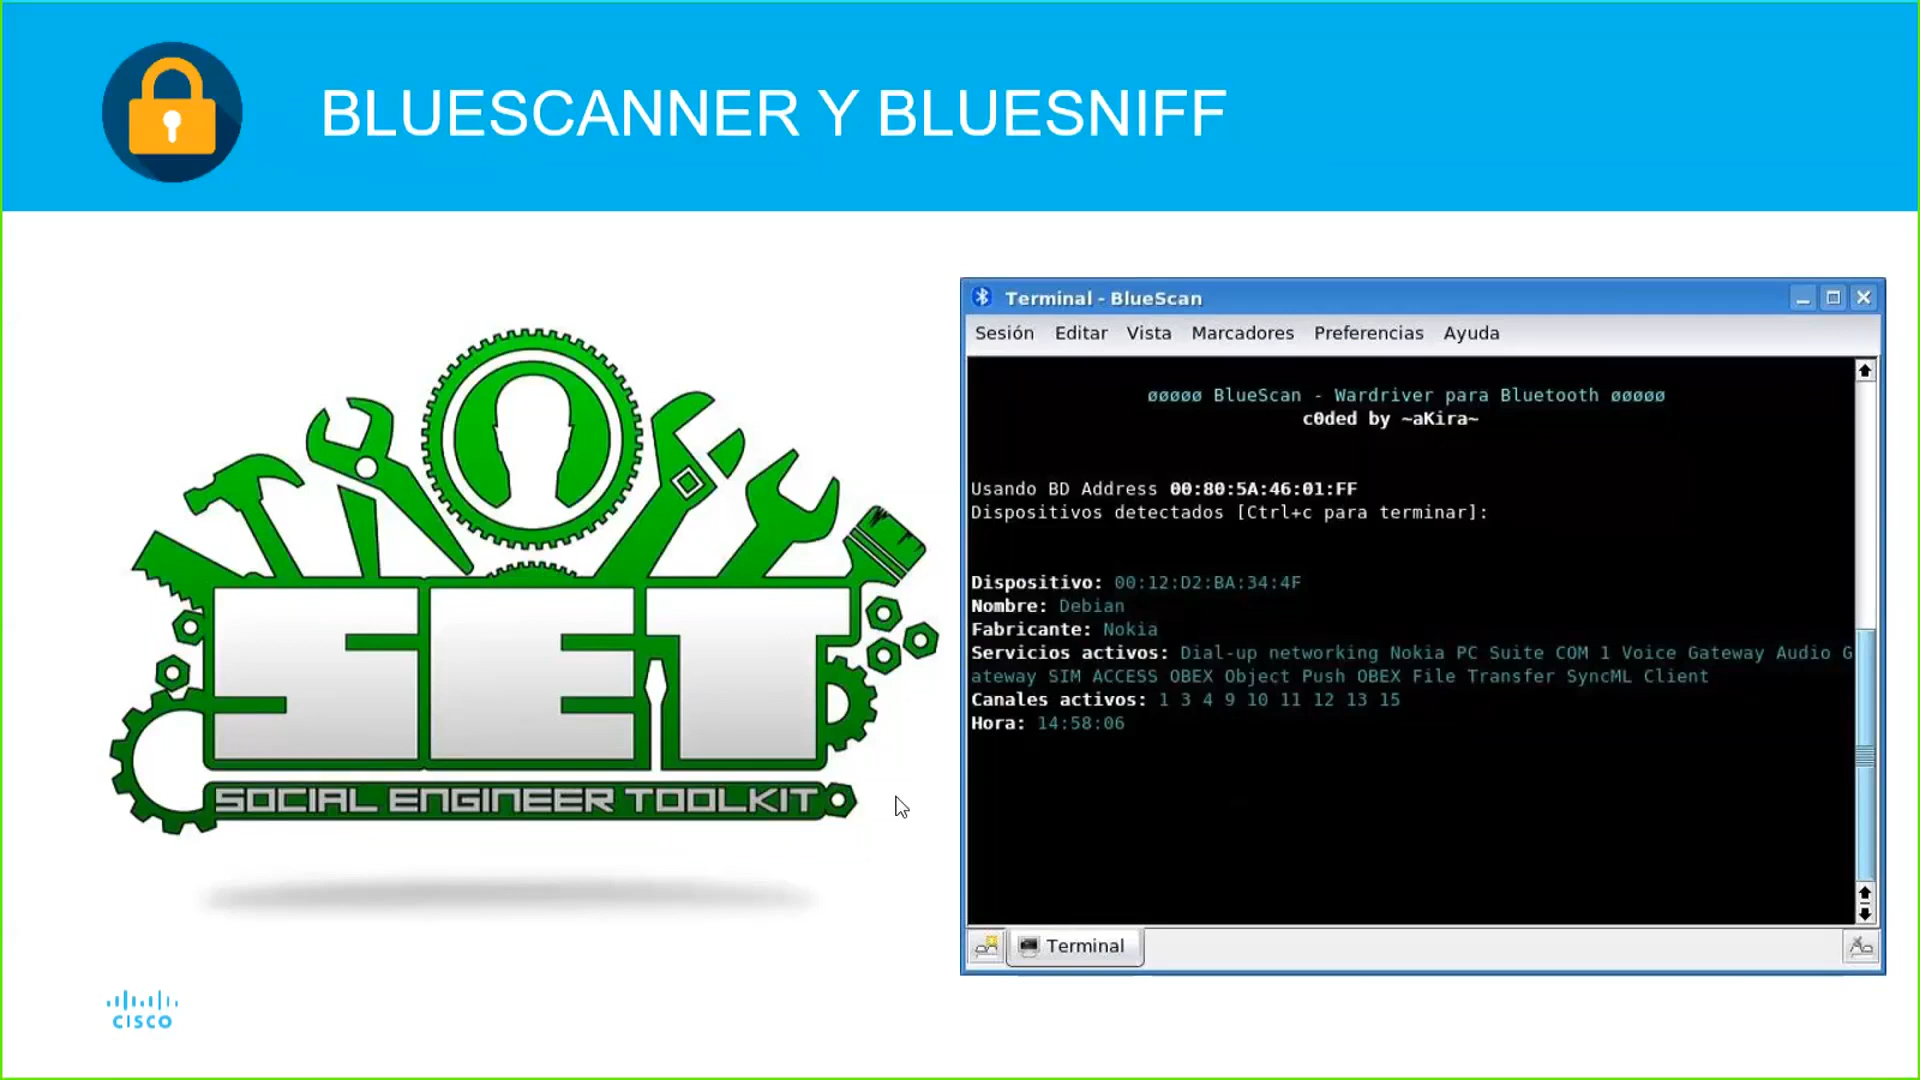 BLUESCANNER Y BLUESNIFF
SET
SOCIAL ENGINEER TOOLKIT
CISCO
Terminal - BlueScan
Sesión Editar Vista Marcadores Preferencias Ayuda
øøøøø BlueScan - Wardriver para Bluetooth øøøøø
c0ded by ~aKira~
Usando BD Address 00:80:5A:46:01:FF
Dispositivos detectados [Ctrl+c para terminar]:
Dispositivo: 00:12:D2:BA:34:4F
Nombre: Debian
Fabricante: Nokia
Servicios activos: Dial-up networking Nokia PC Suite COM 1 Voice Gateway Audio G
ateway SIM ACCESS OBEX Object Push OBEX File Transfer SyncML Client
Canales activos: 1 3 4 9 10 11 12 13 15
Hora: 14:58:06
Terminal